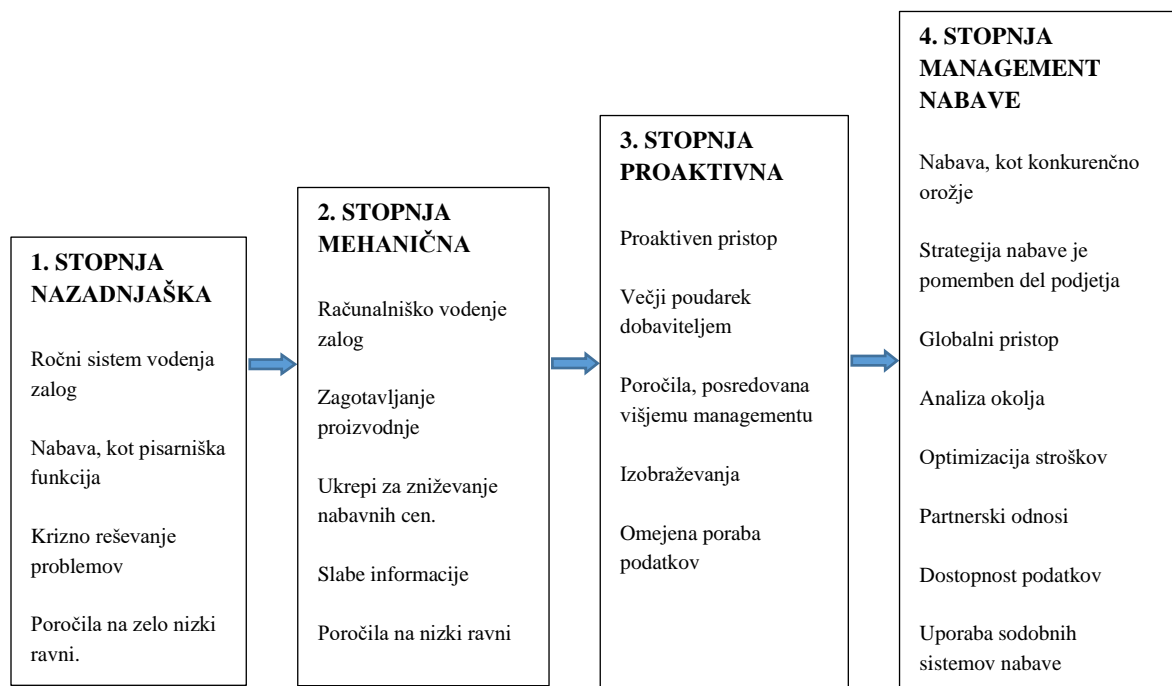 1. STOPNJA
NAZADNJAŠKA
Ročni sistem vodenja
zalog
Nabava, kot pisarniška
funkcija
Krizno reševanje
problemov
Poročila na zelo nizki
ravni.
2. STOPNJA
MEHANIČNA
Računalniško vodenje
zalog
Zagotavljanje
proizvodnje
Ukrepi za zniževanje
nabavnih cen.
Slabe informacije
Poročila na nizki ravni
3. STOPNJA
PROAKTIVNA
Proaktiven pristop
Večji poudarek
dobaviteljem
Poročila, posredovana
višjemu managementu
Izobraževanja
Omejena poraba
podatkov
4. STOPNJA
MANAGEMENT
NABAVE
Nabava, kot konkurenčno
orožje
Strategija nabave je
pomemben del podjetja
Globalni pristop
Analiza okolja
Optimizacija stroškov
Partnerski odnosi
Dostopnost podatkov
Uporaba sodobnih
sistemov nabave